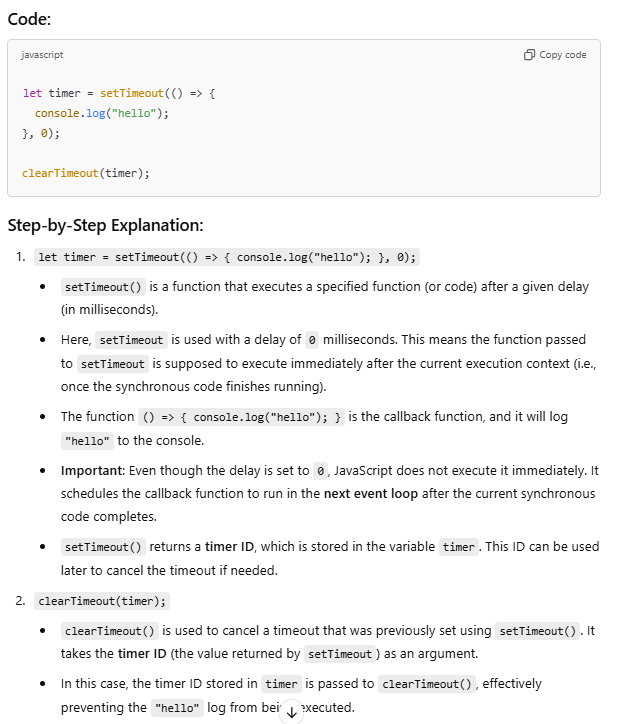 Code:
javascript
Copy code
let timer = setTimeout(() => {
  console.log("hello");
}, 0);
clearTimeout(timer);
Step-by-Step Explanation:
1. let timer = setTimeout(() => { console.log("hello"); }, 0);
• setTimeout() is a function that executes a specified function (or code) after a given delay
(in milliseconds).
• Here, setTimeout is used with a delay of 0 milliseconds. This means the function passed
to setTimeout is supposed to execute immediately after the current execution context (i.e.,
once the synchronous code finishes running).
• The function () => { console.log("hello"); } is the callback function, and it will log
"hello" to the console.
• Important: Even though the delay is set to 0, JavaScript does not execute it immediately. It
schedules the callback function to run in the next event loop after the current synchronous
code completes.
• setTimeout() returns a timer ID, which is stored in the variable timer. This ID can be used
later to cancel the timeout if needed.
2. clearTimeout(timer);
• clearTimeout() is used to cancel a timeout that was previously set using setTimeout(). It
takes the timer ID (the value returned by setTimeout) as an argument.
• In this case, the timer ID stored in timer is passed to clearTimeout(), effectively
preventing the "hello" log from executed.